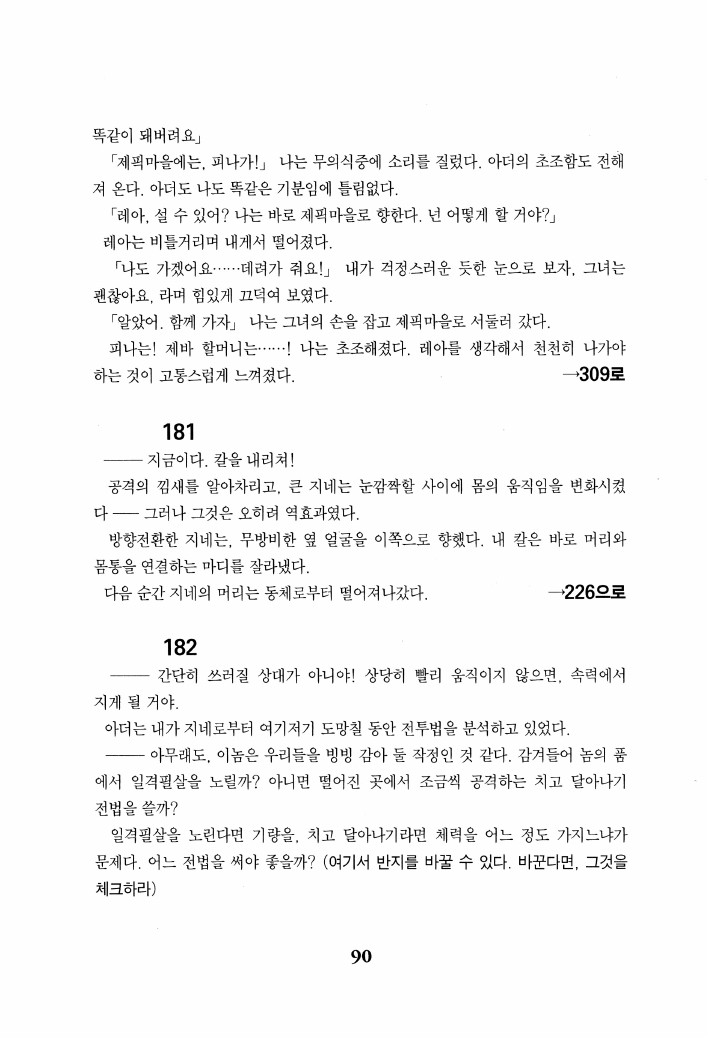 똑같이 돼버려요」
「제픽마을에는, 피나가!」 나는 무의식중에 소리를 질렀다. 아더의 초조함도 전해
져 온다. 아더도 나도 똑같은 기분임에 틀림없다.
「레아, 설 수 있어? 나는 바로 제픽마을로 향한다. 넌 어떻게 할 거야?」
레아는 비틀거리며 내게서 떨어졌다.
「나도 가겠어요……데려가 줘요!」 내가 걱정스러운 듯한 눈으로 보자, 그녀는
괜찮아요, 라며 힘있게 끄덕여 보였다.
「알았어. 함께 가자」 나는 그녀의 손을 잡고 제픽마을로 서둘러 갔다.
피나는! 제바 할머니는……! 나는 초조해졌다. 레아를 생각해서 천천히 나가야
하는 것이 고통스럽게 느껴졌다. →309로
181
―― 지금이다. 칼을 내리쳐!
공격의 낌새를 알아차리고, 큰 지네는 눈깜짝할 사이에 몸의 움직임을 변화시켰
다 ― 그러나 그것은 오히려 역효과였다.
방향전환한 지네는, 무방비한 옆 얼굴을 이쪽으로 향했다. 내 칼은 바로 머리와
몸통을 연결하는 마디를 잘라냈다.
다음 순간 지네의 머리는 동체로부터 떨어져나갔다. →226으로
182
―― 간단히 쓰러질 상대가 아니야! 상당히 빨리 움직이지 않으면, 속력에서
지게 될 거야.
아더는 내가 지네로부터 여기저기 도망칠 동안 전투법을 분석하고 있었다.
―― 아무래도, 이놈은 우리들을 빙빙 감아 둘 작정인 것 같다. 감겨들어 놈의 품
에서 일격필살을 노릴까? 아니면 떨어진 곳에서 조금씩 공격하는 치고 달아나기
전법을 쓸까?
일격필살을 노린다면 기량을, 치고 달아나기라면 체력을 어느 정도 가지느냐가
문제다. 어느 전법을 써야 좋을까? (여기서 반지를 바꿀 수 있다. 바꾼다면, 그것을
체크하라)
90